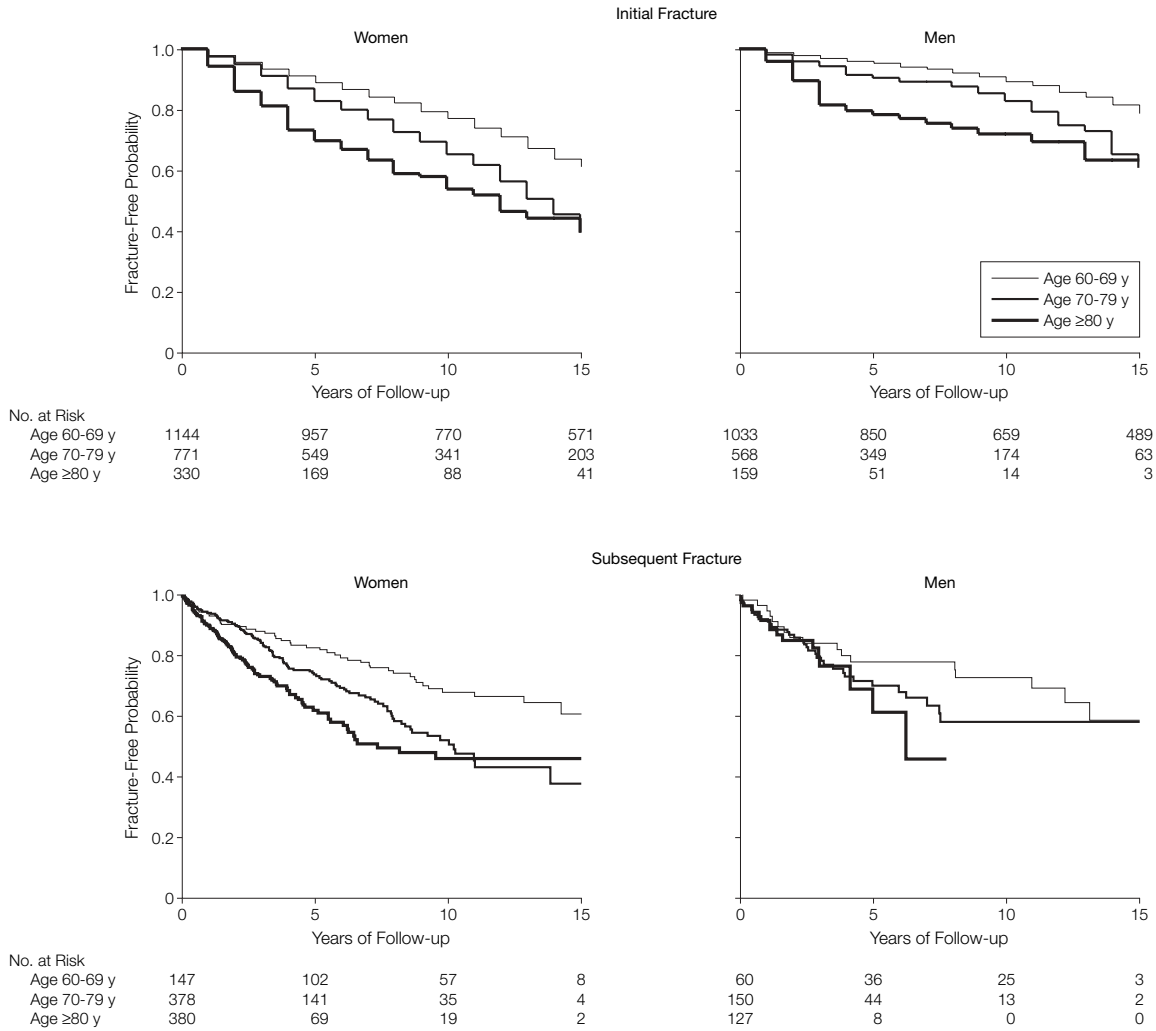 Initial Fracture
Women
Men
Fracture-Free Probability
1.0
0.8
0.6
0.4
0.2
0
0 5 10 15
0 5 10 15
Years of Follow-up
Years of Follow-up
Age 60-69 y
Age 70-79 y
Age ≥80 y
No. at Risk
Age 60-69 y 1144 957 770 571 1033 850 659 489
Age 70-79 y 771 549 341 203 568 349 174 63
Age ≥80 y 330 169 88 41 159 51 14 3
Subsequent Fracture
Women
Men
Fracture-Free Probability
1.0
0.8
0.6
0.4
0.2
0
0 5 10 15
0 5 10 15
Years of Follow-up
Years of Follow-up
No. at Risk
Age 60-69 y 147 102 57 8 60 36 25 3
Age 70-79 y 378 141 35 4 150 44 13 2
Age ≥80 y 380 69 19 2 127 8 0 0